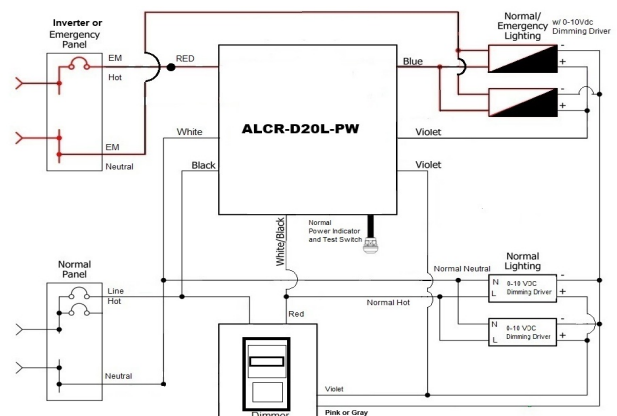 Inverter or
Emergency
Panel
EM
Hot
RED
EM
Neutral
White
Black
ALCR-D20L-PW
Blue
Violet
Violet
Normal/
Emergency
Lighting
w/ 0-10Vdc
Dimming Driver
-
+
-
+
White/Black
Normal
Power Indicator
and Test Switch
Normal
Panel
Line
Hot
Neutral
Red
Normal Neutral
Normal Hot
Normal
Lighting
N
L
0-10 VDC
Dimming Driver
-
+
N
L
0-10 VDC
Dimming Driver
-
+
Dimmer
Violet
Pink or Gray